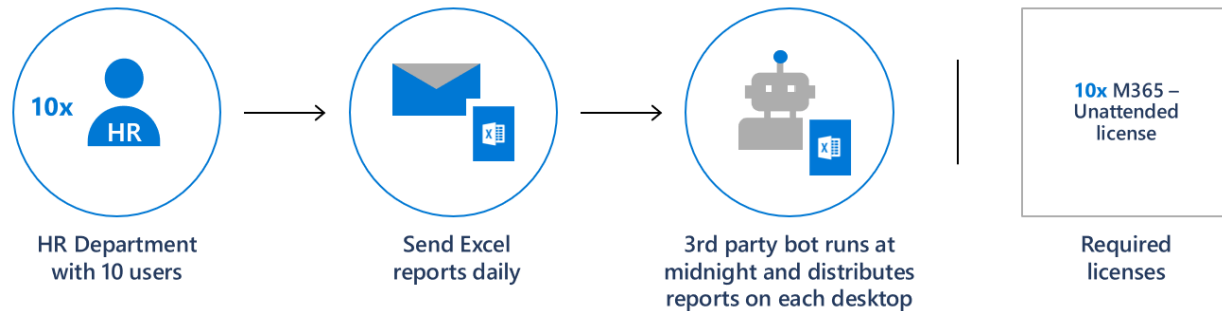 10x
HR
HR Department
with 10 users
Send Excel
reports daily
3rd party bot runs at
midnight and distributes
reports on each desktop
10x M365 –
Unattended
license
Required
licenses